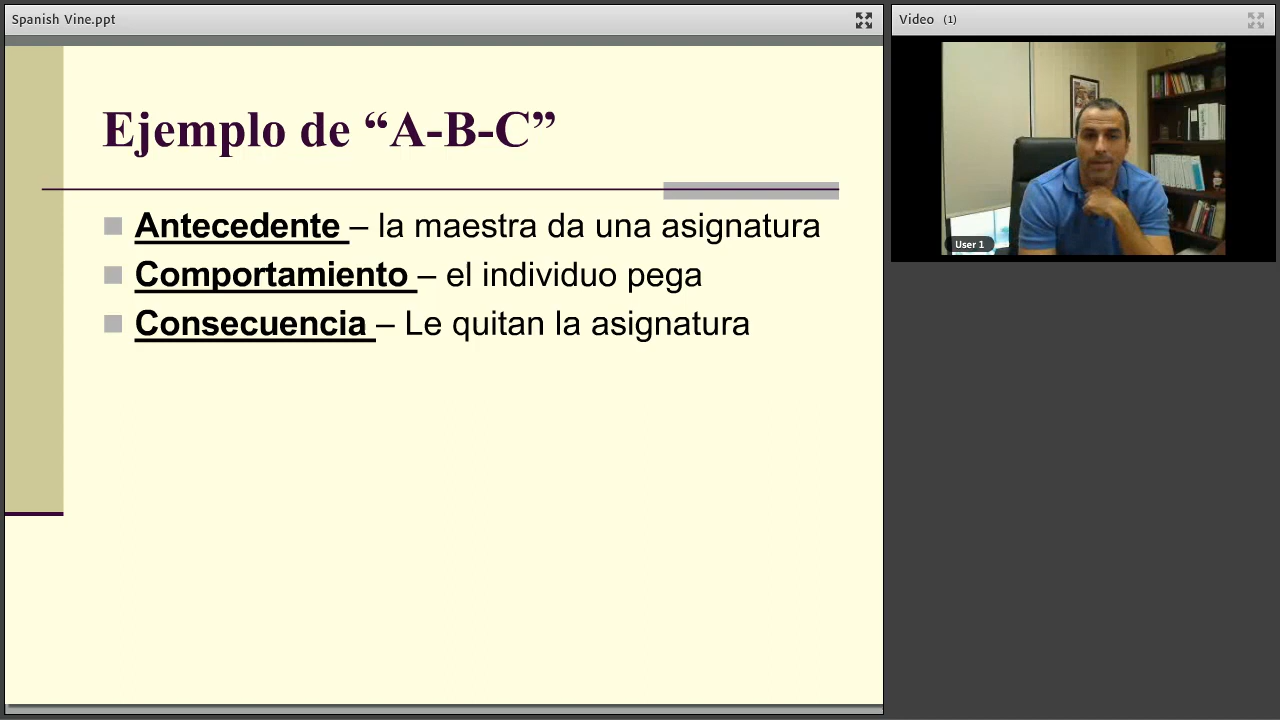 Spanish Vine.ppt
Video (1)
Ejemplo de “A-B-C”
Antecedente – la maestra da una asignatura
Comportamiento – el individuo pega
Consecuencia – Le quitan la asignatura
User 1